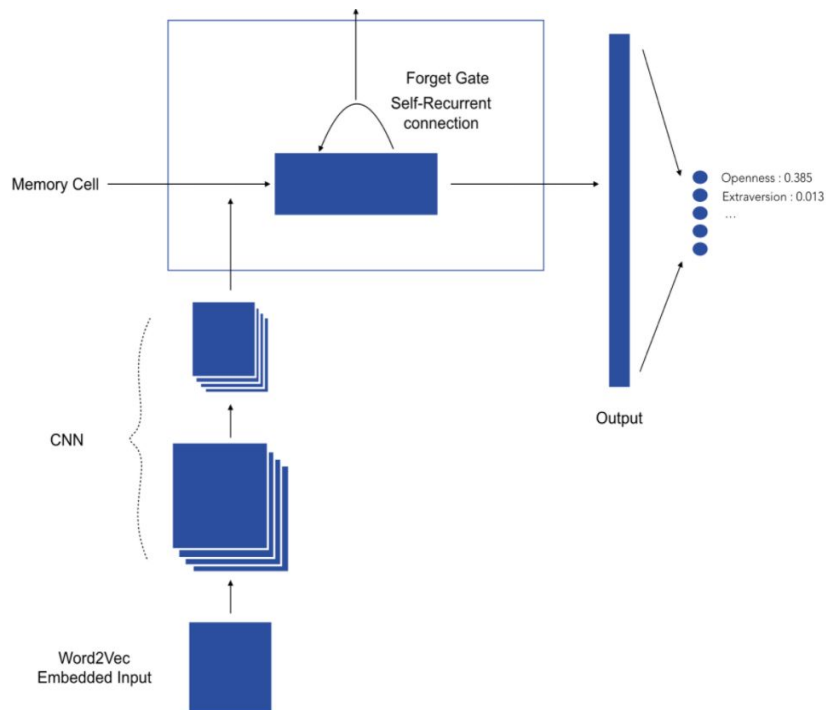 Forget Gate
Self-Recurrent
connection
Memory Cell
Openness : 0.385
Extraversion : 0.013
...
CNN
Output
Word2Vec
Embedded Input